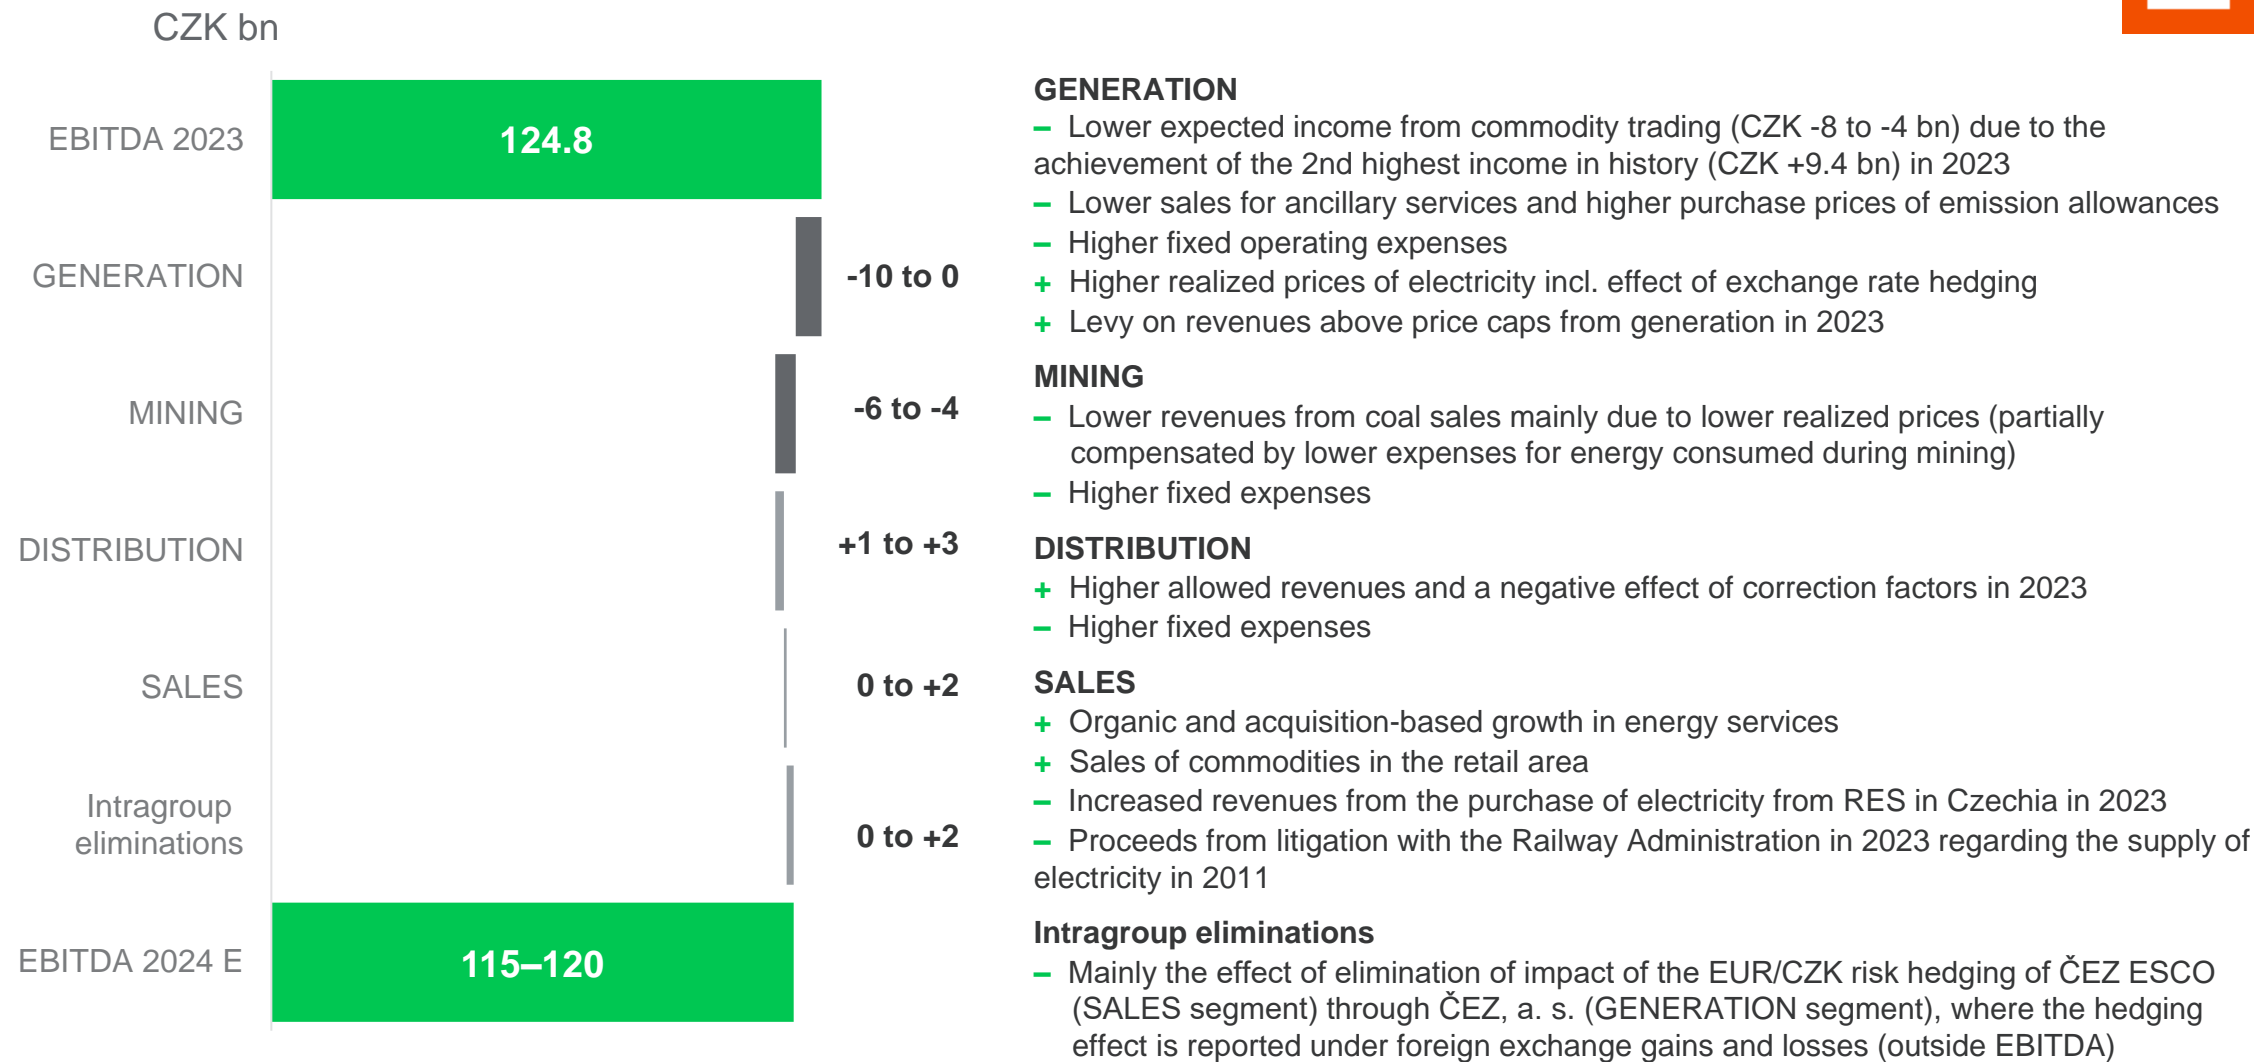 CZK bn
EBITDA 2023
124.8
GENERATION
-10 to 0
MINING
-6 to -4
DISTRIBUTION
+1 to +3
SALES
0 to +2
Intragroup
eliminations
0 to +2
EBITDA 2024 E
115–120
GENERATION
– Lower expected income from commodity trading (CZK -8 to -4 bn) due to the
achievement of the 2nd highest income in history (CZK +9.4 bn) in 2023
– Lower sales for ancillary services and higher purchase prices of emission allowances
– Higher fixed operating expenses
+ Higher realized prices of electricity incl. effect of exchange rate hedging
+ Levy on revenues above price caps from generation in 2023
MINING
– Lower revenues from coal sales mainly due to lower realized prices (partially
compensated by lower expenses for energy consumed during mining)
– Higher fixed expenses
DISTRIBUTION
+ Higher allowed revenues and a negative effect of correction factors in 2023
– Higher fixed expenses
SALES
+ Organic and acquisition-based growth in energy services
+ Sales of commodities in the retail area
– Increased revenues from the purchase of electricity from RES in Czechia in 2023
– Proceeds from litigation with the Railway Administration in 2023 regarding the supply of
electricity in 2011
Intragroup eliminations
– Mainly the effect of elimination of impact of the EUR/CZK risk hedging of ČEZ ESCO
(SALES segment) through ČEZ, a. s. (GENERATION segment), where the hedging
effect is reported under foreign exchange gains and losses (outside EBITDA)